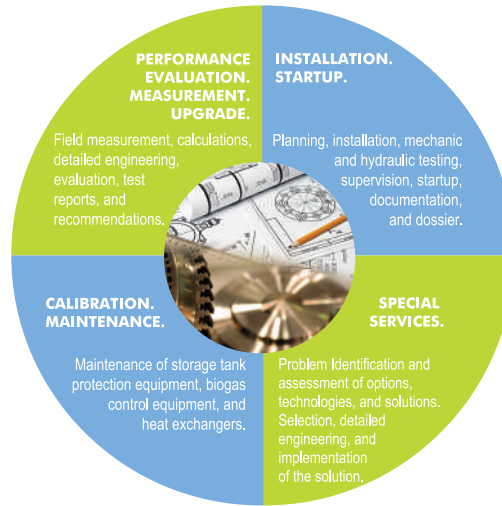 PERFORMANCE
EVALUATION.
MEASUREMENT.
UPGRADE.
Field measurement, calculations,
detailed engineering,
evaluation, test
reports, and
recommendations.
INSTALLATION.
STARTUP.
Planning, installation, mechanic
and hydraulic testing,
supervision, startup,
documentation,
and dossier.
CALIBRATION.
MAINTENANCE.
Maintenance of storage tank
protection equipment, biogas
control equipment, and
heat exchangers.
SPECIAL
SERVICES.
Problem Identification and
assessment of options,
technologies, and solutions.
Selection, detailed
engineering, and
implementation
of the solution.